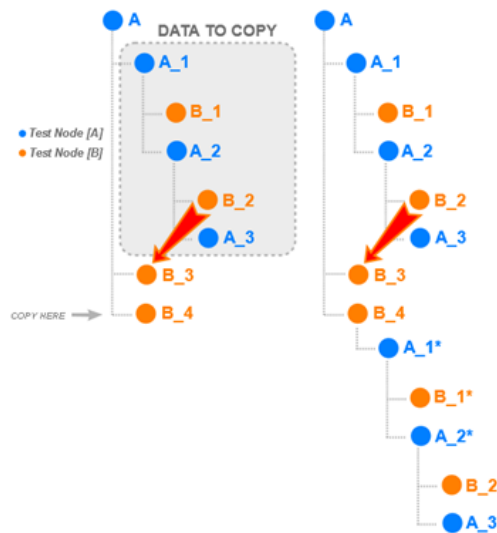 A
DATA TO COPY
A_1
B_1
A_2
B_2
A_3
B_3
B_4
Test Node [A]
Test Node [B]
COPY HERE
A
A_1
B_1
A_2
B_2
A_3
B_3
B_4
A_1*
B_1*
A_2*
B_2
A_3